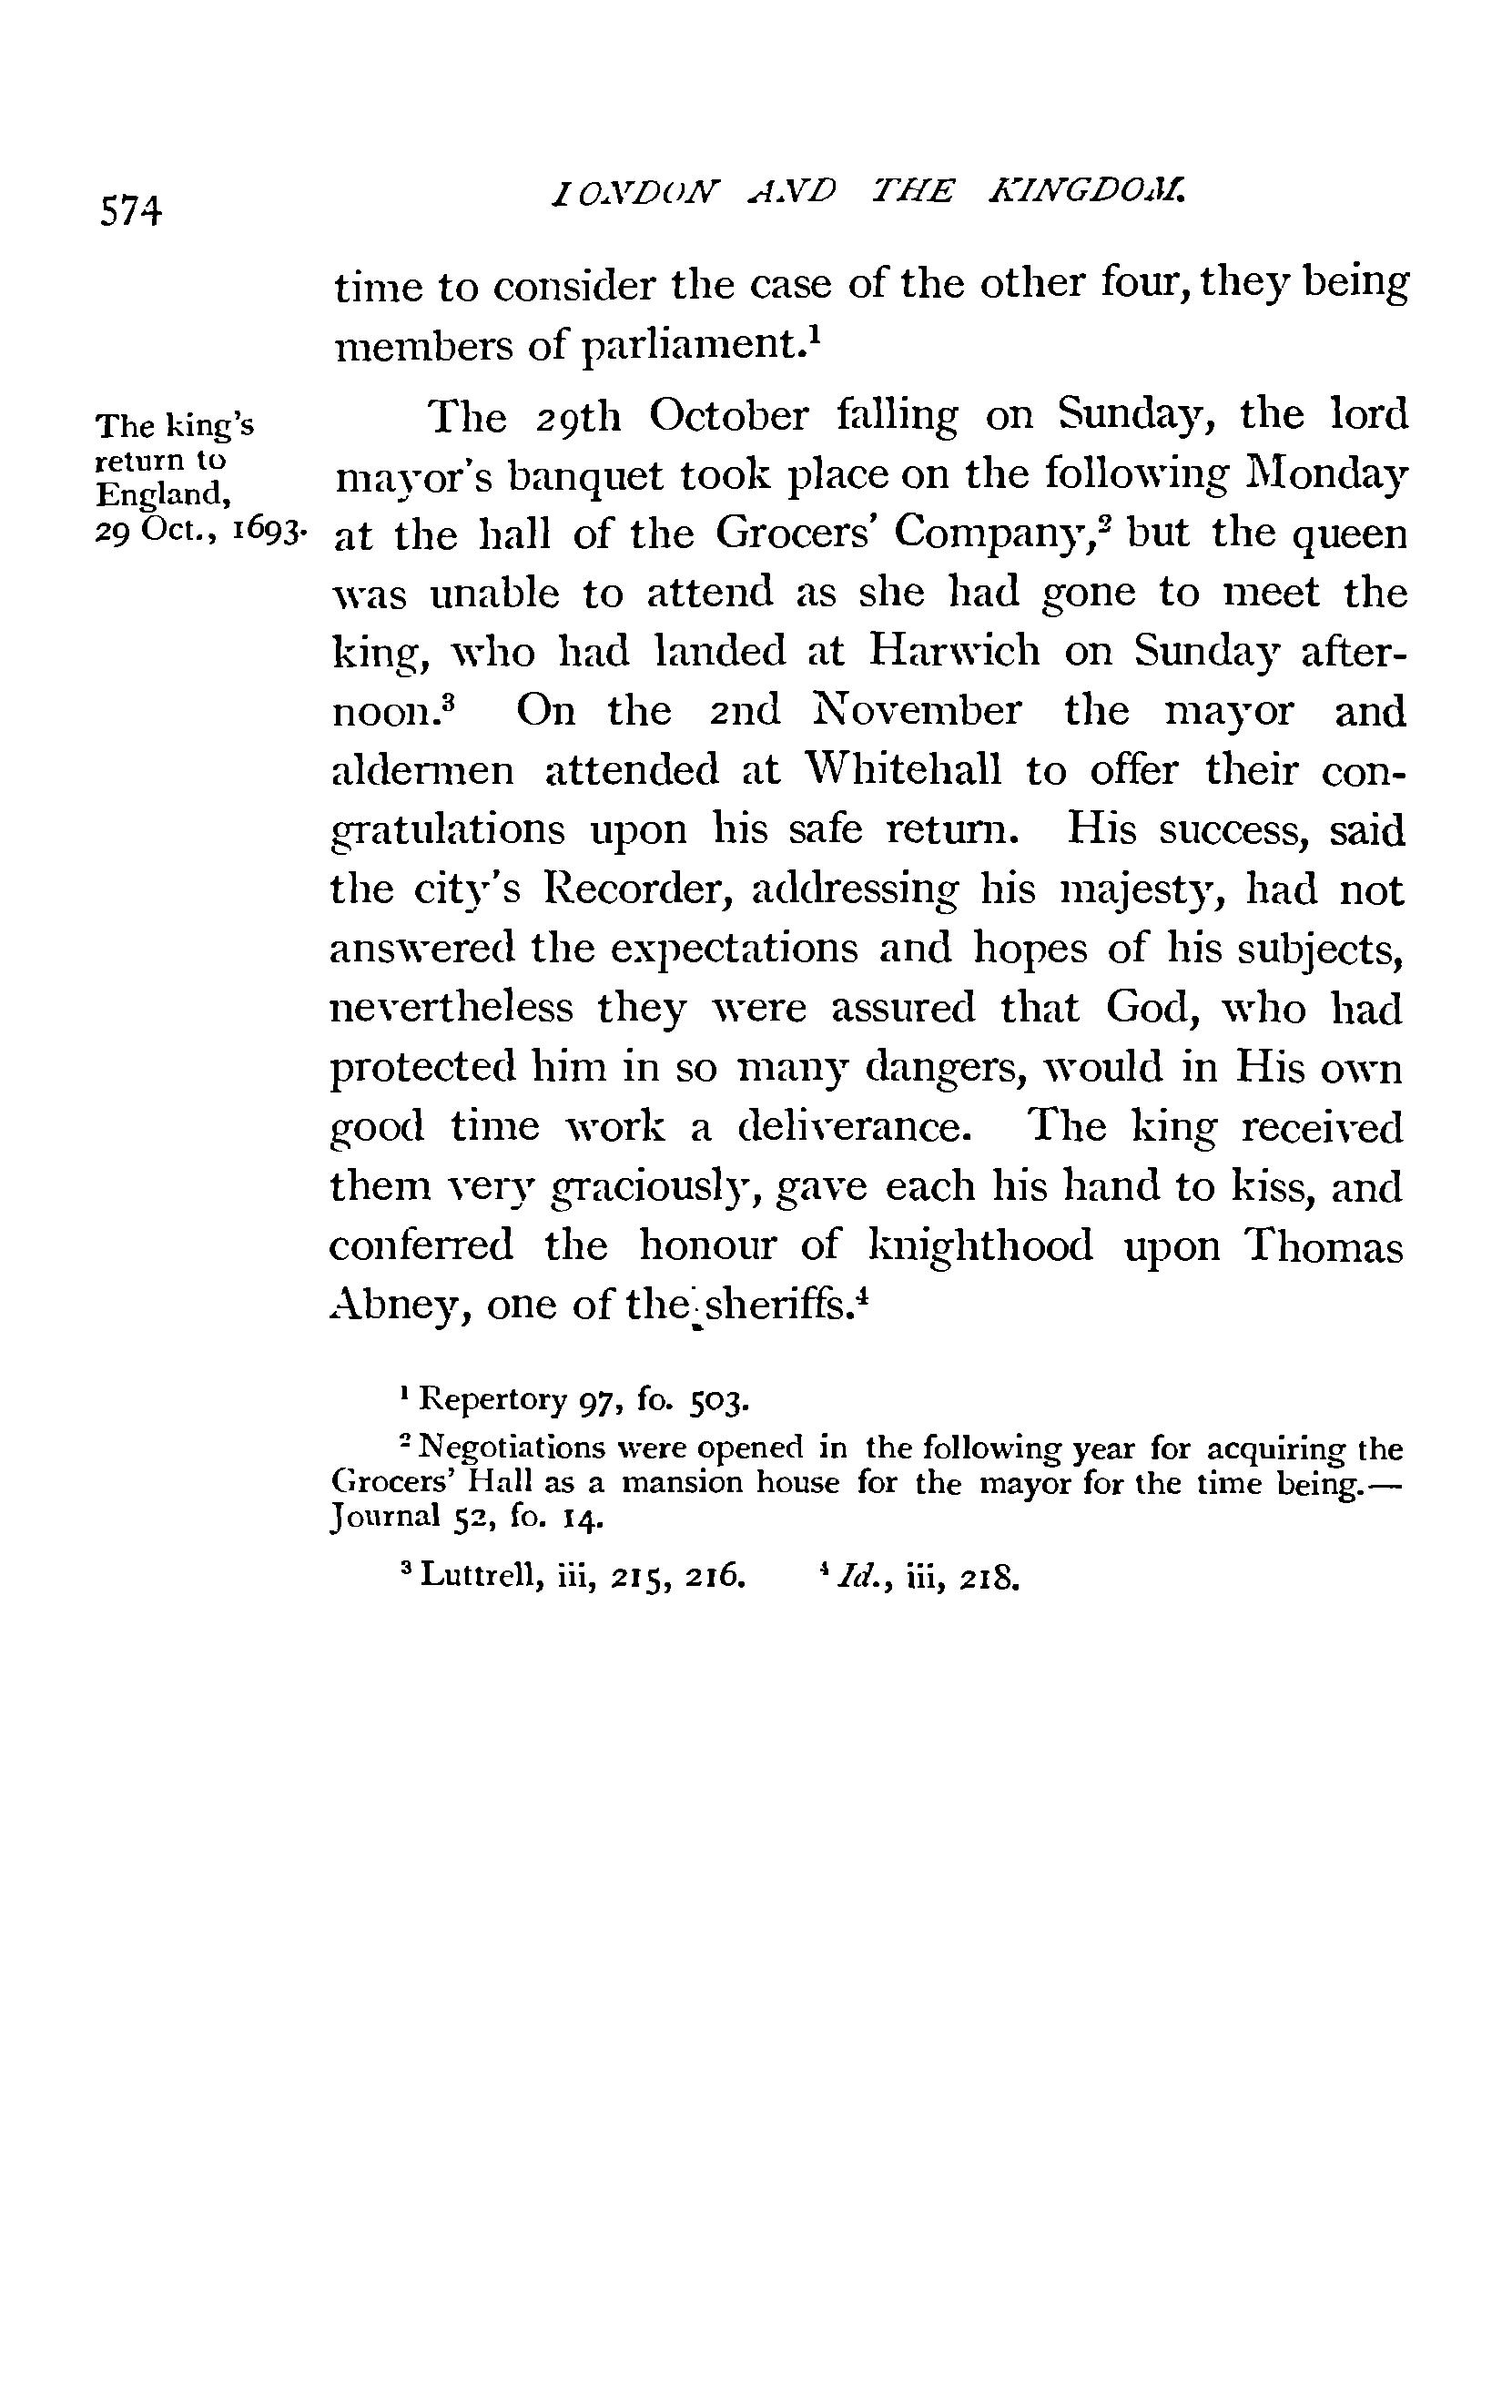 574
LONDON AND THE KINGDOM.
time to consider the case of the other four, they being
members of parliament.¹
The king's
return to
England,
29 Oct., 1693.
The 29th October falling on Sunday, the lord
mayor's banquet took place on the following Monday
at the hall of the Grocers' Company,² but the queen
was unable to attend as she had gone to meet the
king, who had landed at Harwich on Sunday after-
noon.³ On the 2nd November the mayor and
aldermen attended at Whitehall to offer their con-
gratulations upon his safe return. His success, said
the city's Recorder, addressing his majesty, had not
answered the expectations and hopes of his subjects,
nevertheless they were assured that God, who had
protected him in so many dangers, would in His own
good time work a deliverance. The king received
them very graciously, gave each his hand to kiss, and
conferred the honour of knighthood upon Thomas
Abney, one of the sheriffs.⁴
¹ Repertory 97, fo. 503.
² Negotiations were opened in the following year for acquiring the
Grocers' Hall as a mansion house for the mayor for the time being.—
Journal 52, fo. 14.
³ Luttrell, iii, 215, 216. ⁴ Id., iii, 218.